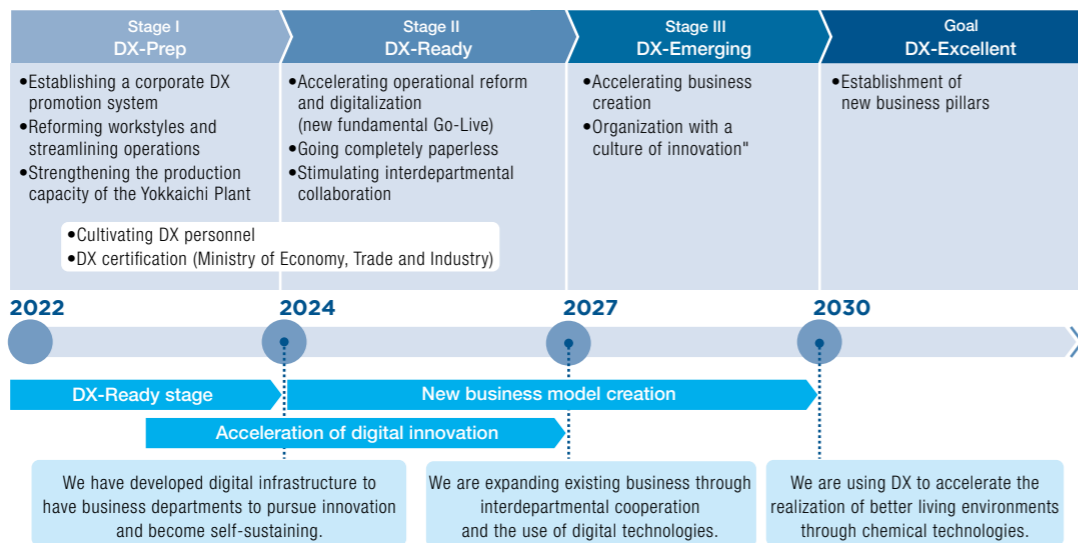 Stage I
DX-Prep
Stage II
DX-Ready
Stage III
DX-Emerging
Goal
DX-Excellent
•Establishing a corporate DX
promotion system
•Reforming workstyles and
streamlining operations
•Strengthening the production
capacity of the Yokkaichi Plant
•Accelerating operational reform
and digitalization
(new fundamental Go-Live)
•Going completely paperless
•Stimulating interdepartmental
collaboration
•Accelerating business
creation
•Organization with a
culture of innovation"
•Establishment of
new business pillars
•Cultivating DX personnel
•DX certification (Ministry of Economy, Trade and Industry)
2022
2024
2027
2030
DX-Ready stage
New business model creation
Acceleration of digital innovation
We have developed digital infrastructure to
have business departments to pursue innovation
and become self-sustaining.
We are expanding existing business through
interdepartmental cooperation
and the use of digital technologies.
We are using DX to accelerate the
realization of better living environments
through chemical technologies.